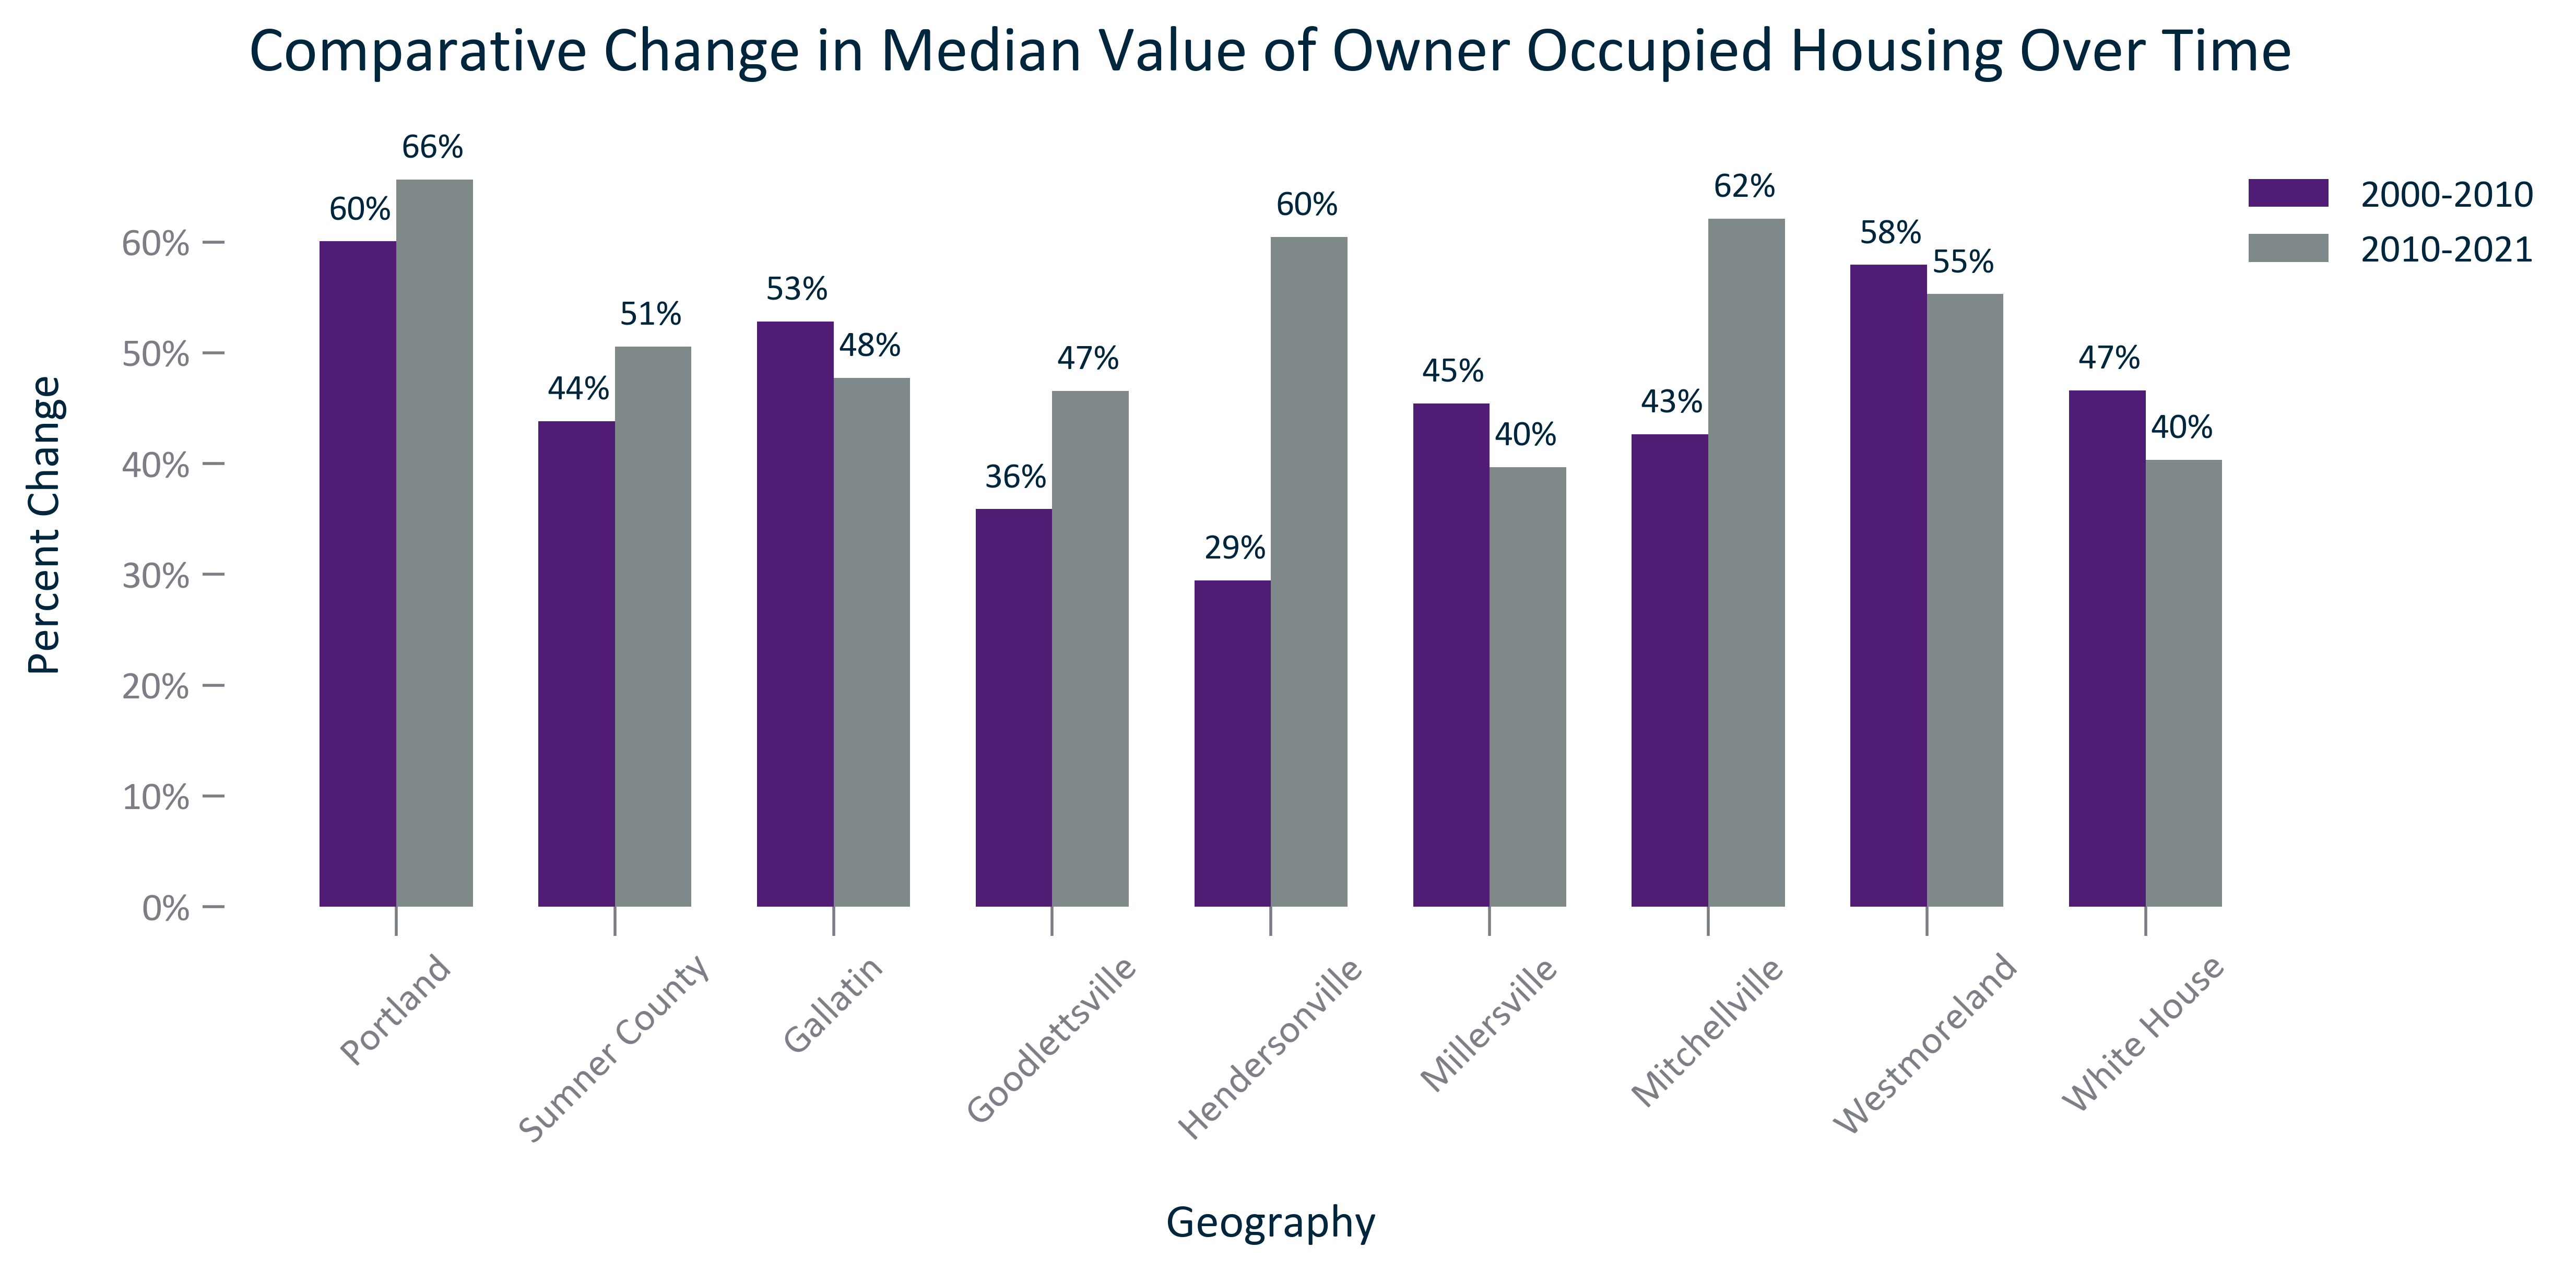 Comparative Change in Median Value of Owner Occupied Housing Over Time
66%
60%
51%
44%
53%
48%
36%
47%
29%
60%
45%
40%
43%
62%
58%
55%
47%
40%
2000-2010
2010-2021
Percent Change
60%
50%
40%
30%
20%
10%
0%
Portland
Sumner County
Gallatin
Goodlettsville
Hendersonville
Millersville
Mitchellville
Westmoreland
White House
Geography